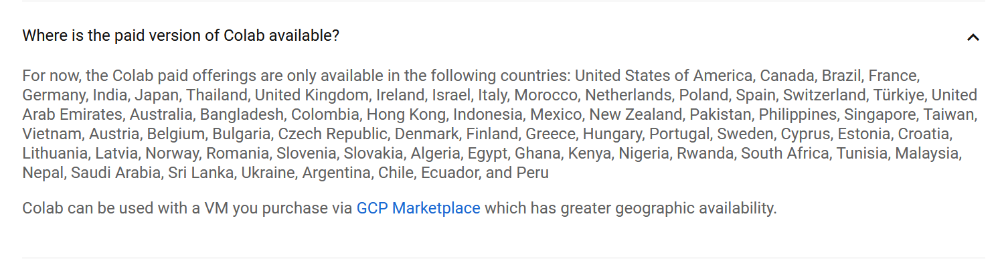 Where is the paid version of Colab available?
For now, the Colab paid offerings are only available in the following countries: United States of America, Canada, Brazil, France,
Germany, India, Japan, Thailand, United Kingdom, Ireland, Israel, Italy, Morocco, Netherlands, Poland, Spain, Switzerland, Türkiye, United
Arab Emirates, Australia, Bangladesh, Colombia, Hong Kong, Indonesia, Mexico, New Zealand, Pakistan, Philippines, Singapore, Taiwan,
Vietnam, Austria, Belgium, Bulgaria, Czech Republic, Denmark, Finland, Greece, Hungary, Portugal, Sweden, Cyprus, Estonia, Croatia,
Lithuania, Latvia, Norway, Romania, Slovenia, Slovakia, Algeria, Egypt, Ghana, Kenya, Nigeria, Rwanda, South Africa, Tunisia, Malaysia,
Nepal, Saudi Arabia, Sri Lanka, Ukraine, Argentina, Chile, Ecuador, and Peru
Colab can be used with a VM you purchase via GCP Marketplace which has greater geographic availability.